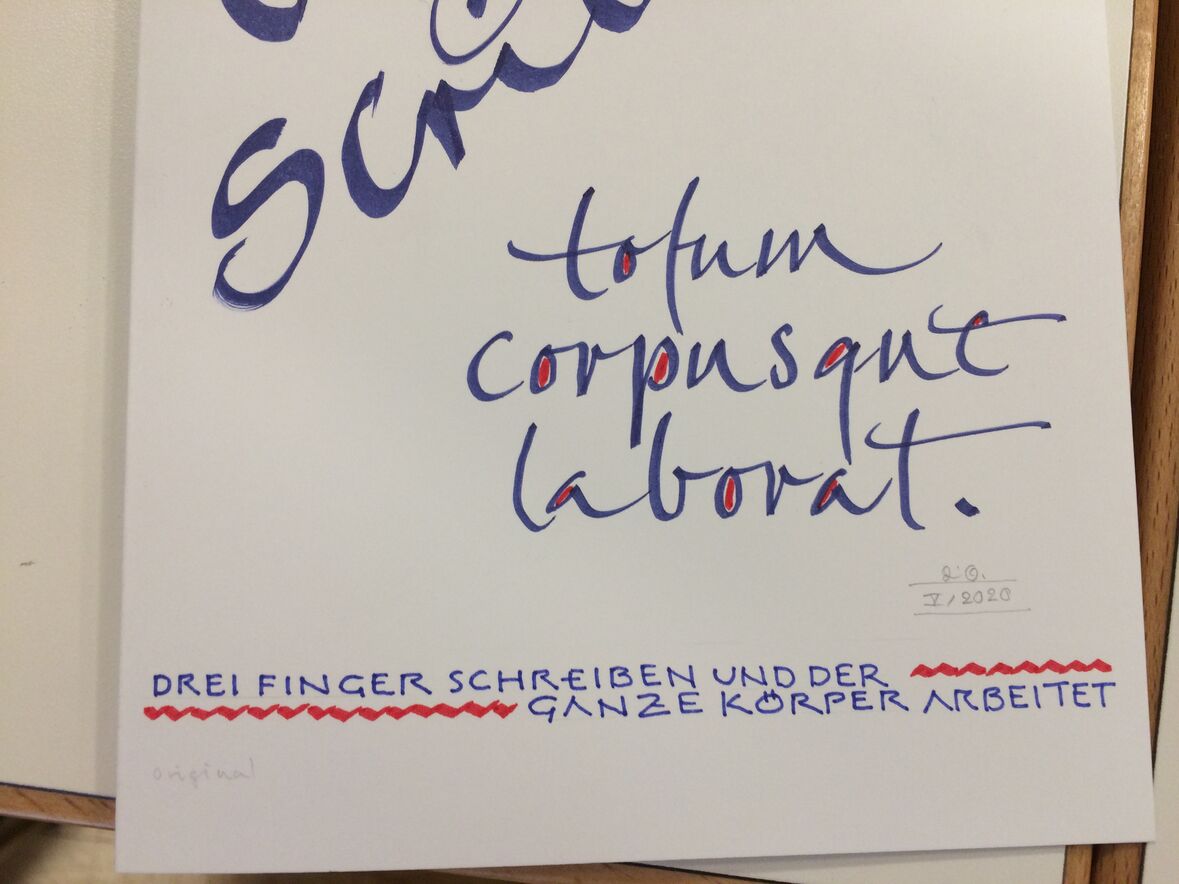 Scri
totum
corpusque
laborat.
20.
V/2020
DREI FINGER SCHREIBEN UND DER
GANZE KÖRPER ARBEITET
original